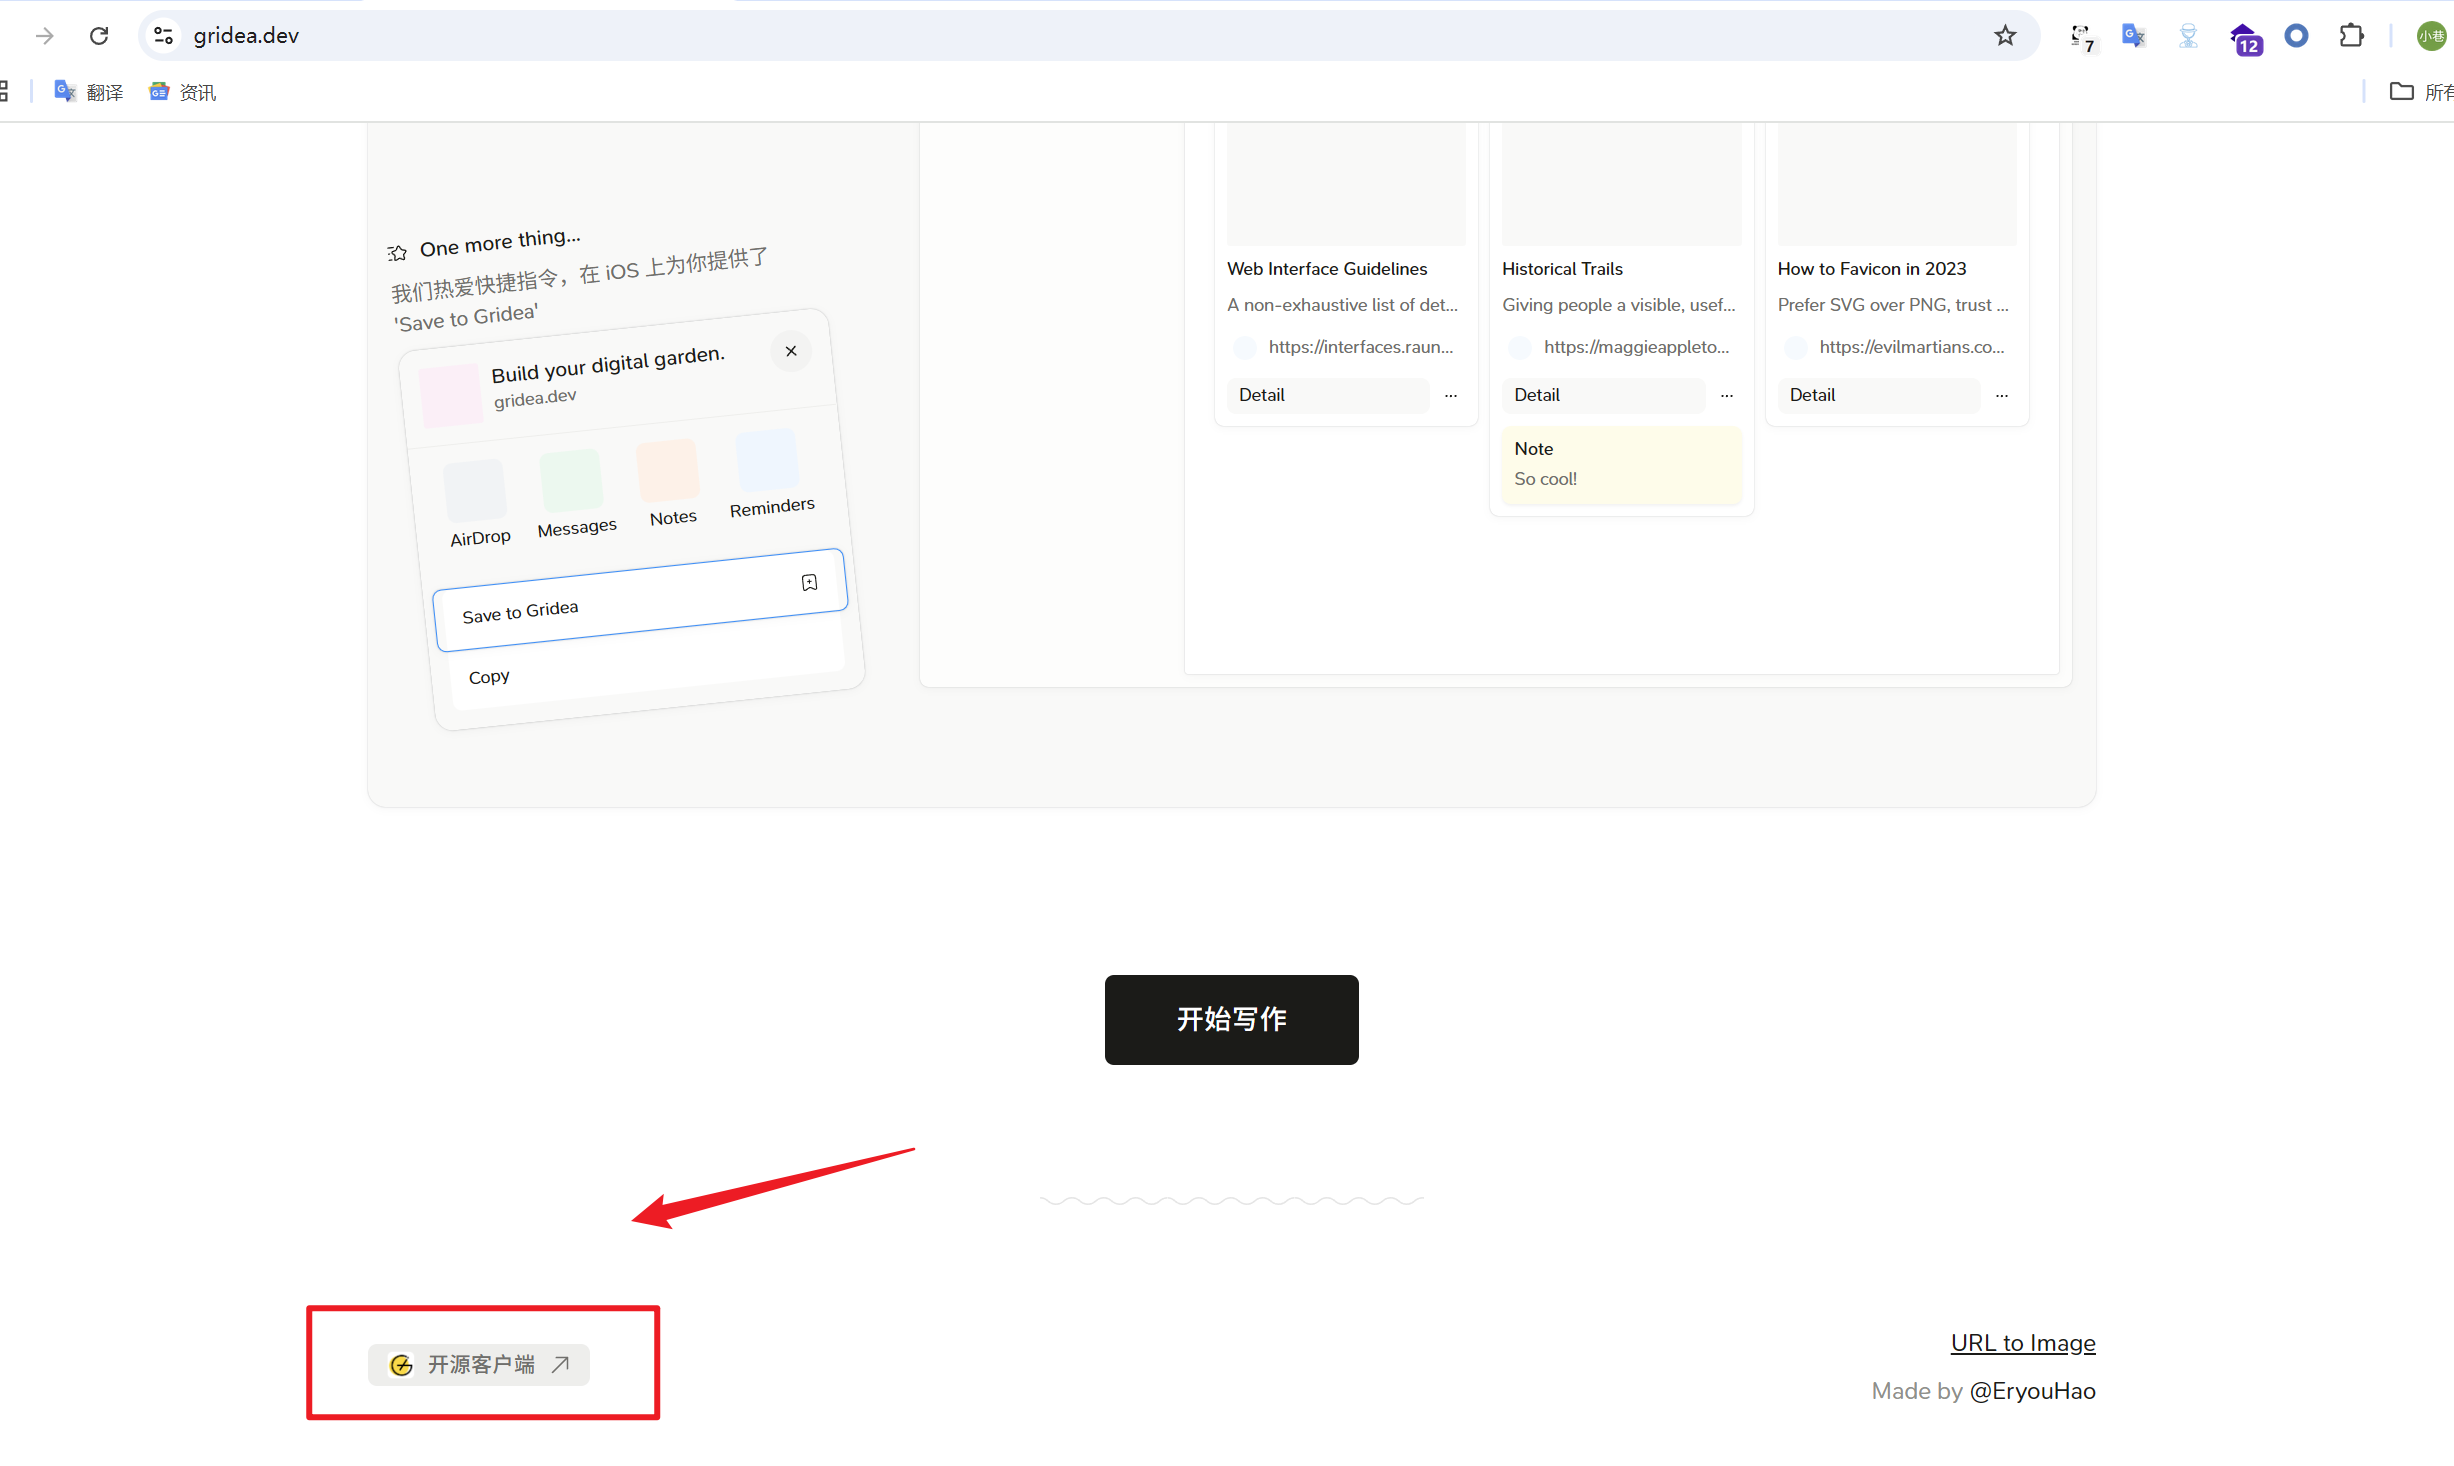 gridea.dev
7
12
小巷
翻译
资讯
One more thing...
我们热爱快捷指令，在 iOS 上为你提供了
'Save to Gridea'
Build your digital garden.
gridea.dev
AirDrop
Messages
Notes
Reminders
Save to Gridea
Copy
Web Interface Guidelines
A non-exhaustive list of det...
https://interfaces.raun...
Detail
Historical Trails
Giving people a visible, usef...
https://maggieappleto...
Detail
Note
So cool!
How to Favicon in 2023
Prefer SVG over PNG, trust ...
https://evilmartians.co...
Detail
开始写作
开源客户端
URL to Image
Made by @EryouHao